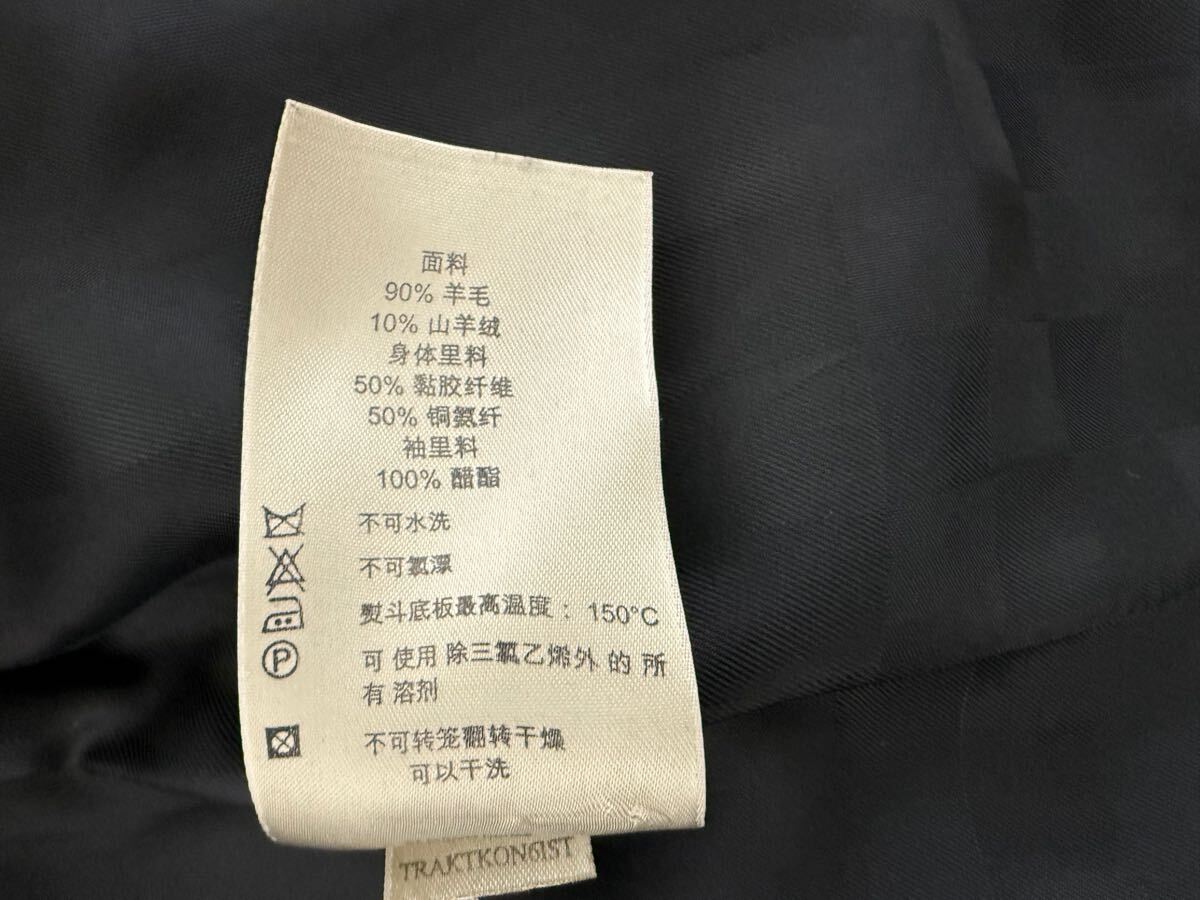 面料
90% 羊毛
10% 山羊绒
身体里料
50% 黏胶纤维
50% 铜氨纤
袖里料
100% 醋酯
不可水洗
不可氯漂
熨斗底板最高温度: 150°C
P 可 使用 除三氯乙烯外 的 所
有 溶剂
不可转笼翻转干燥
可以干洗
TRAKTKON61ST